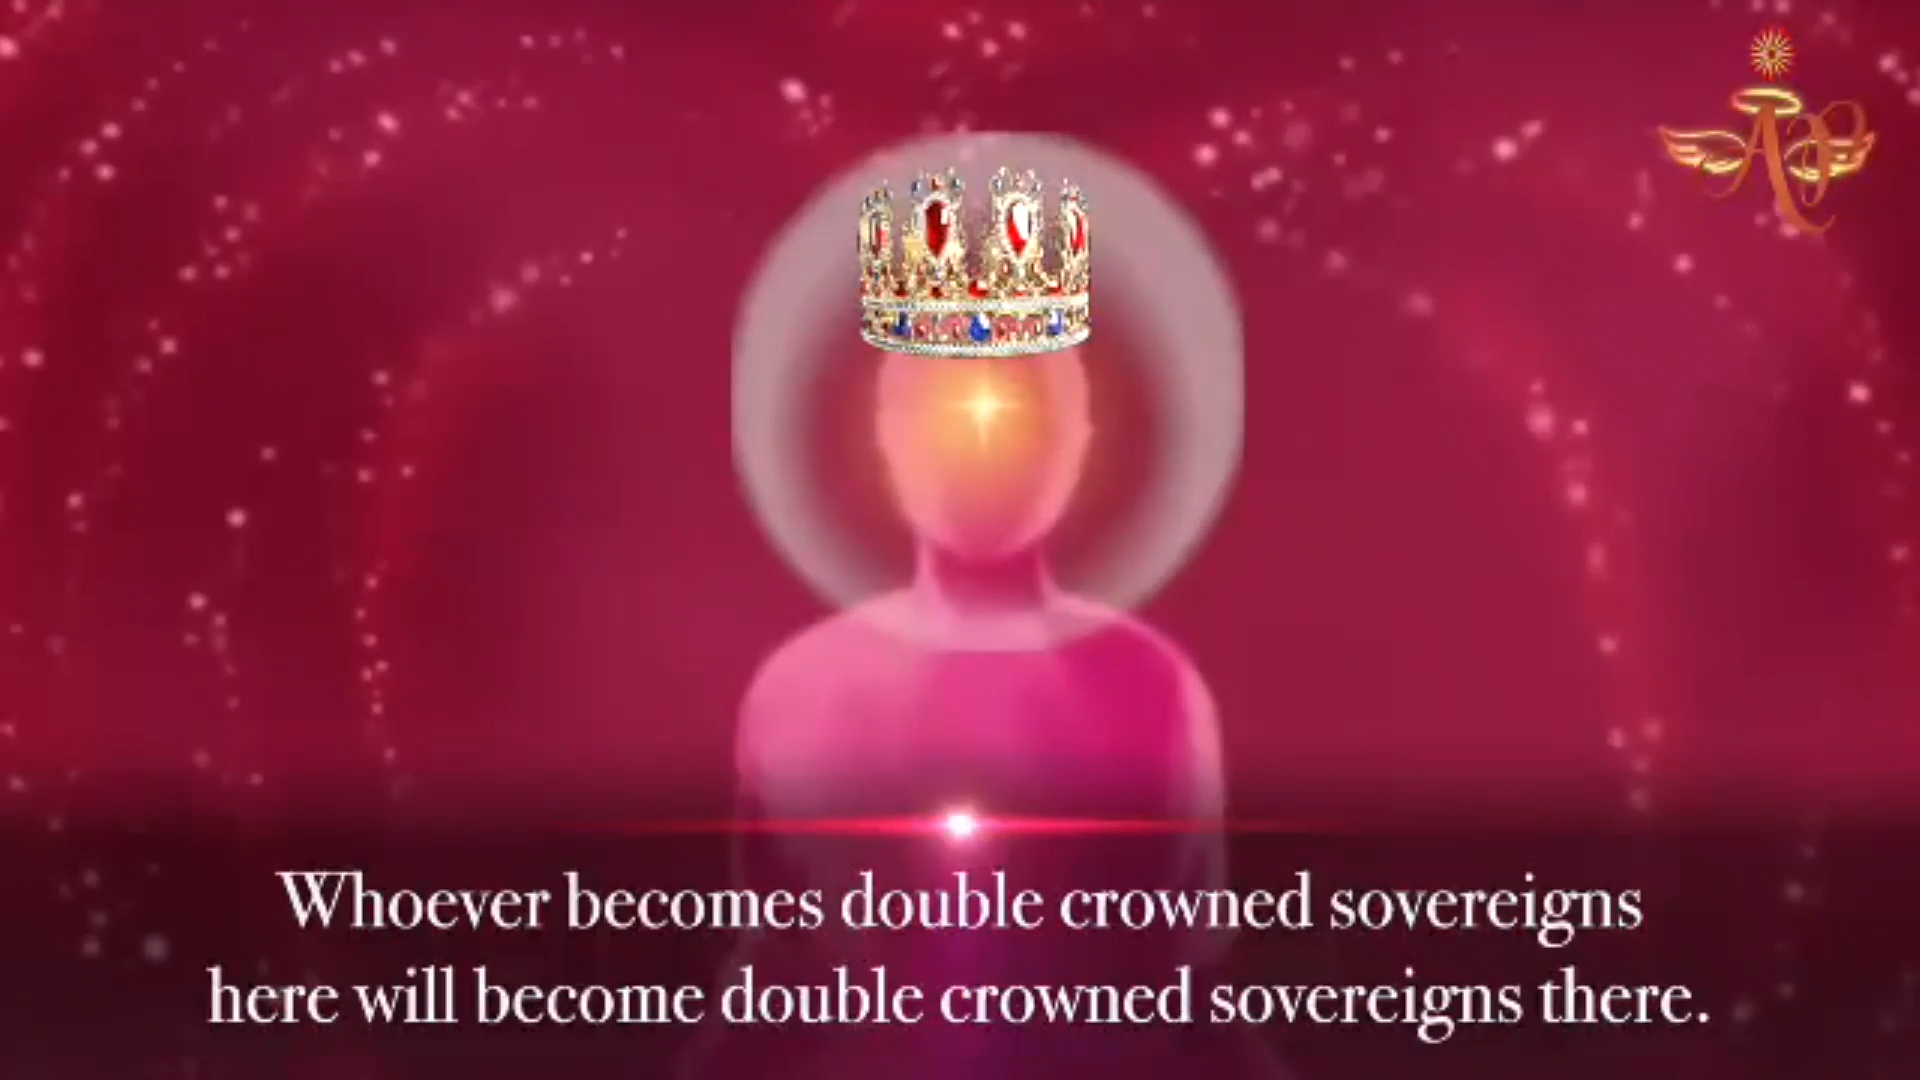 Whoever becomes double crowned sovereigns
here will become double crowned sovereigns there.